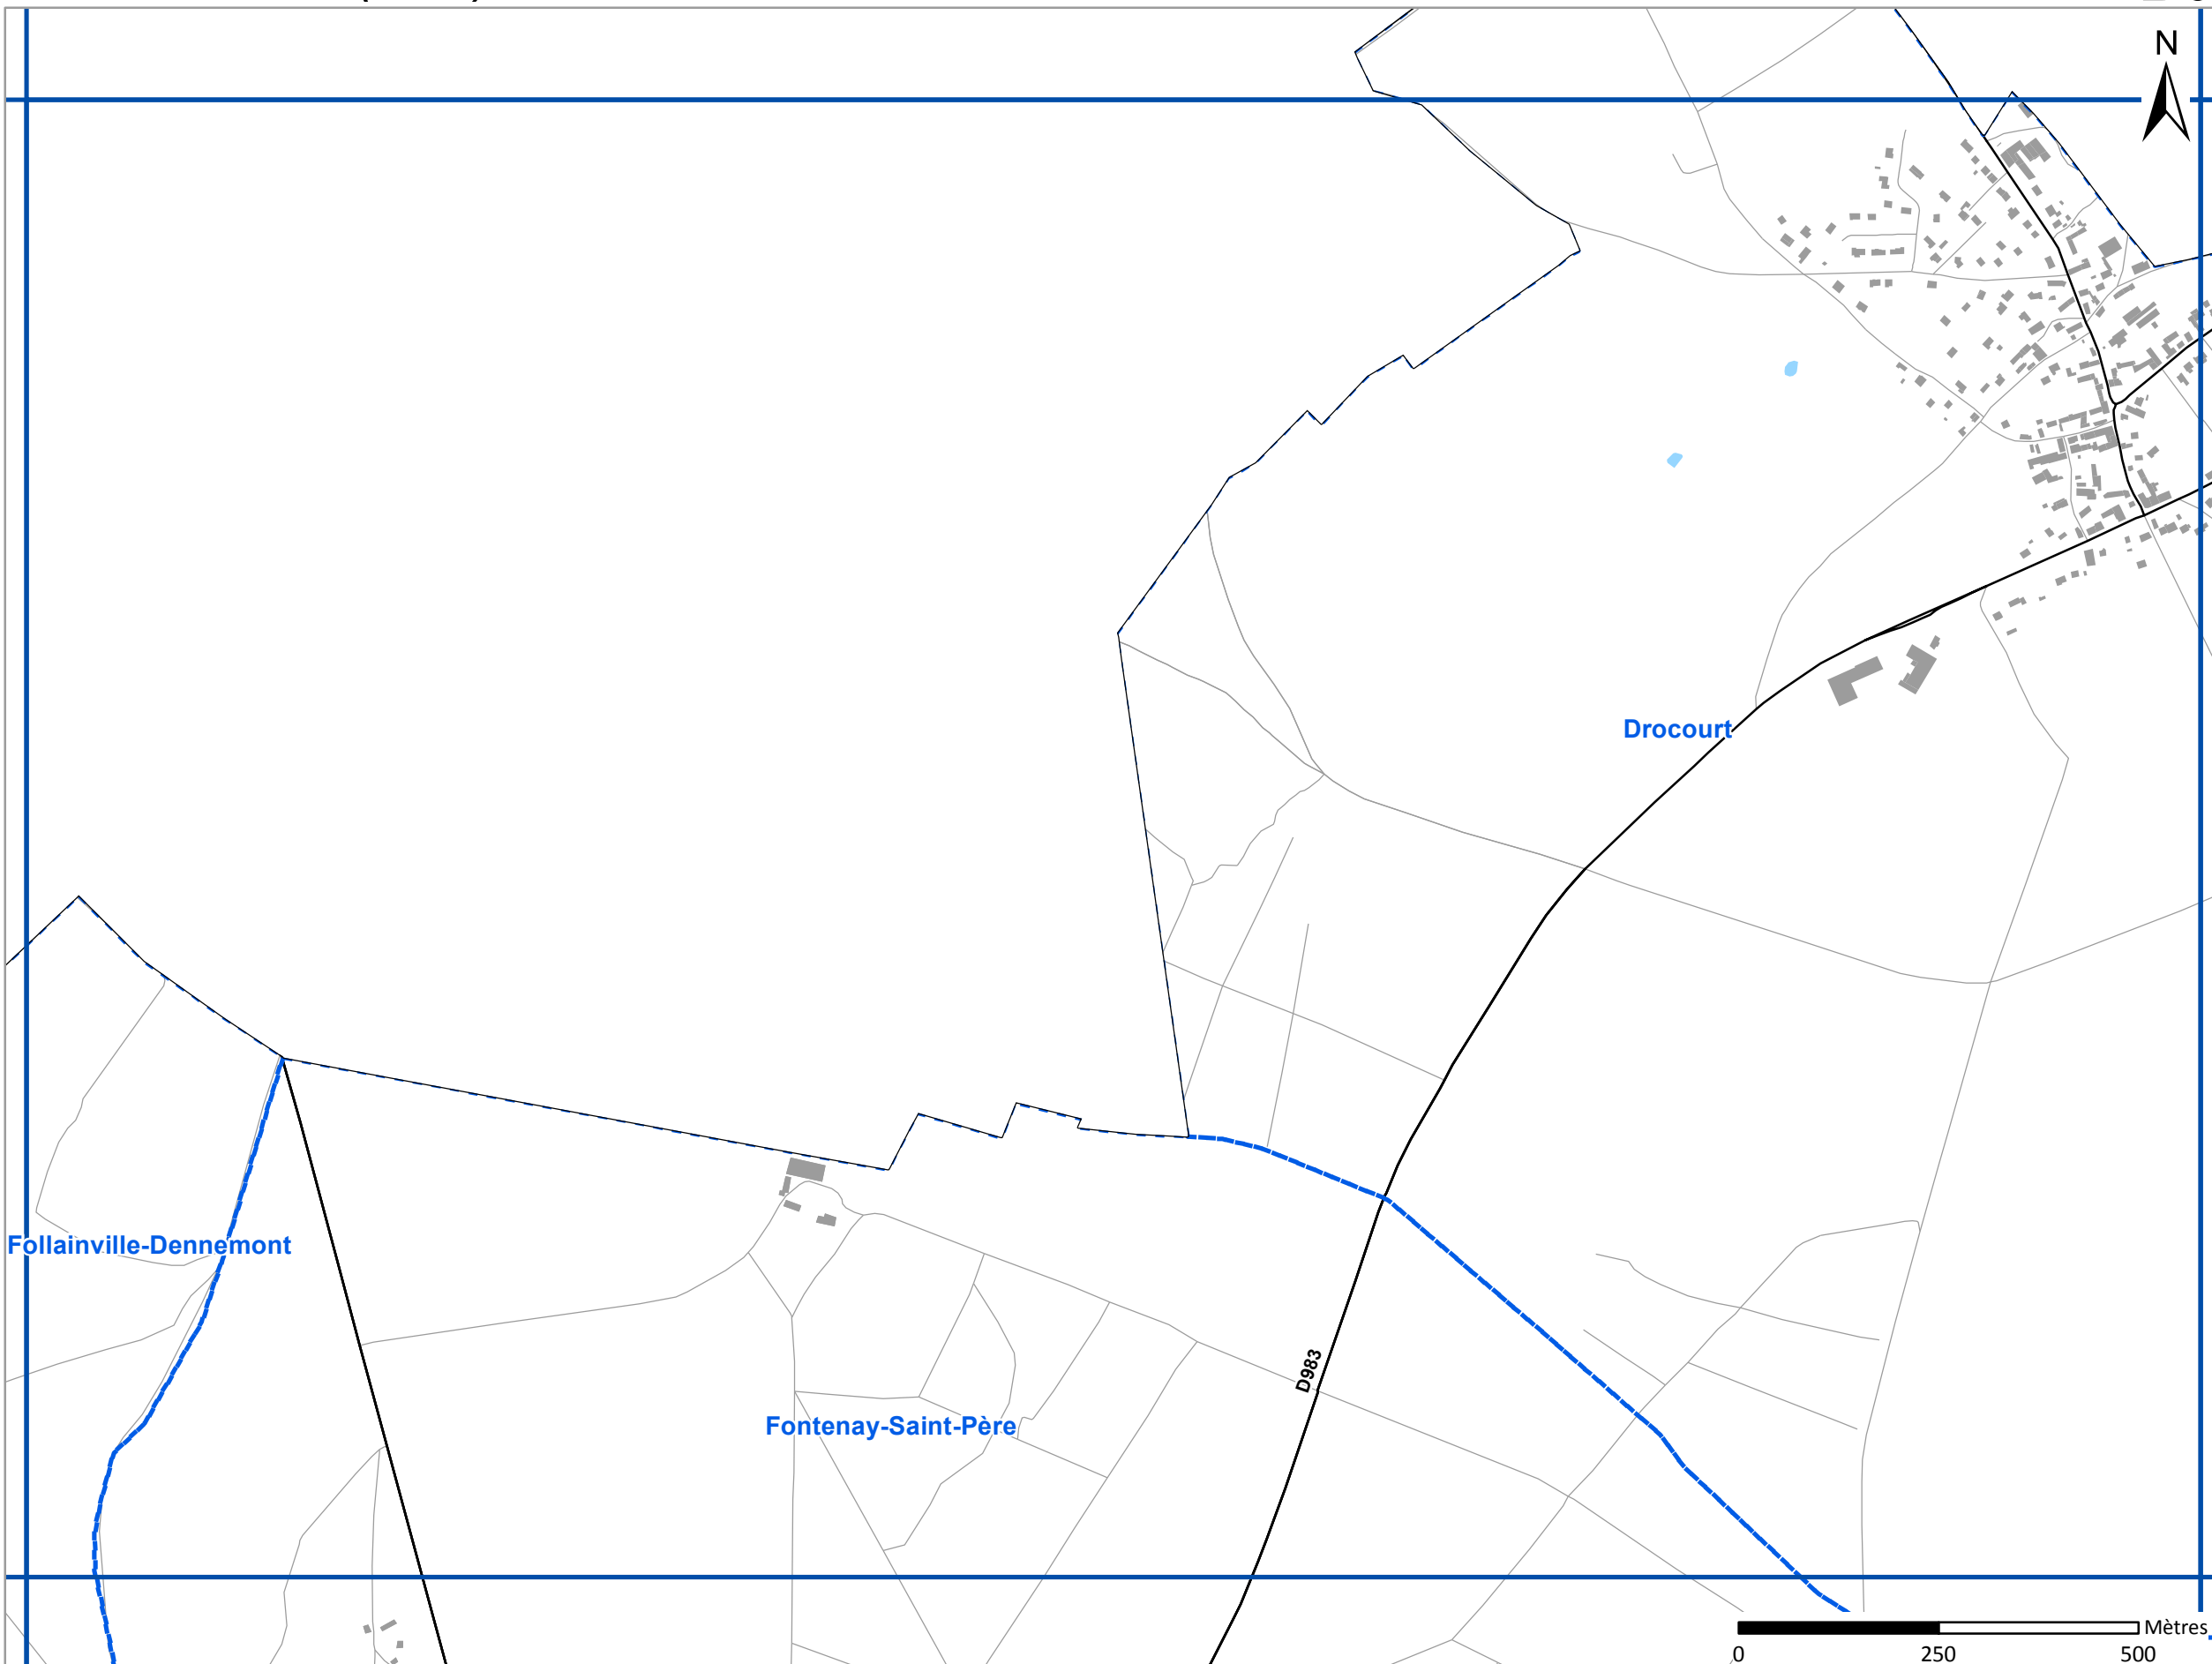 N
Drocourt
Follainville-Dennemont
D983
Fontenay-Saint-Père
Mètres
0 250 500